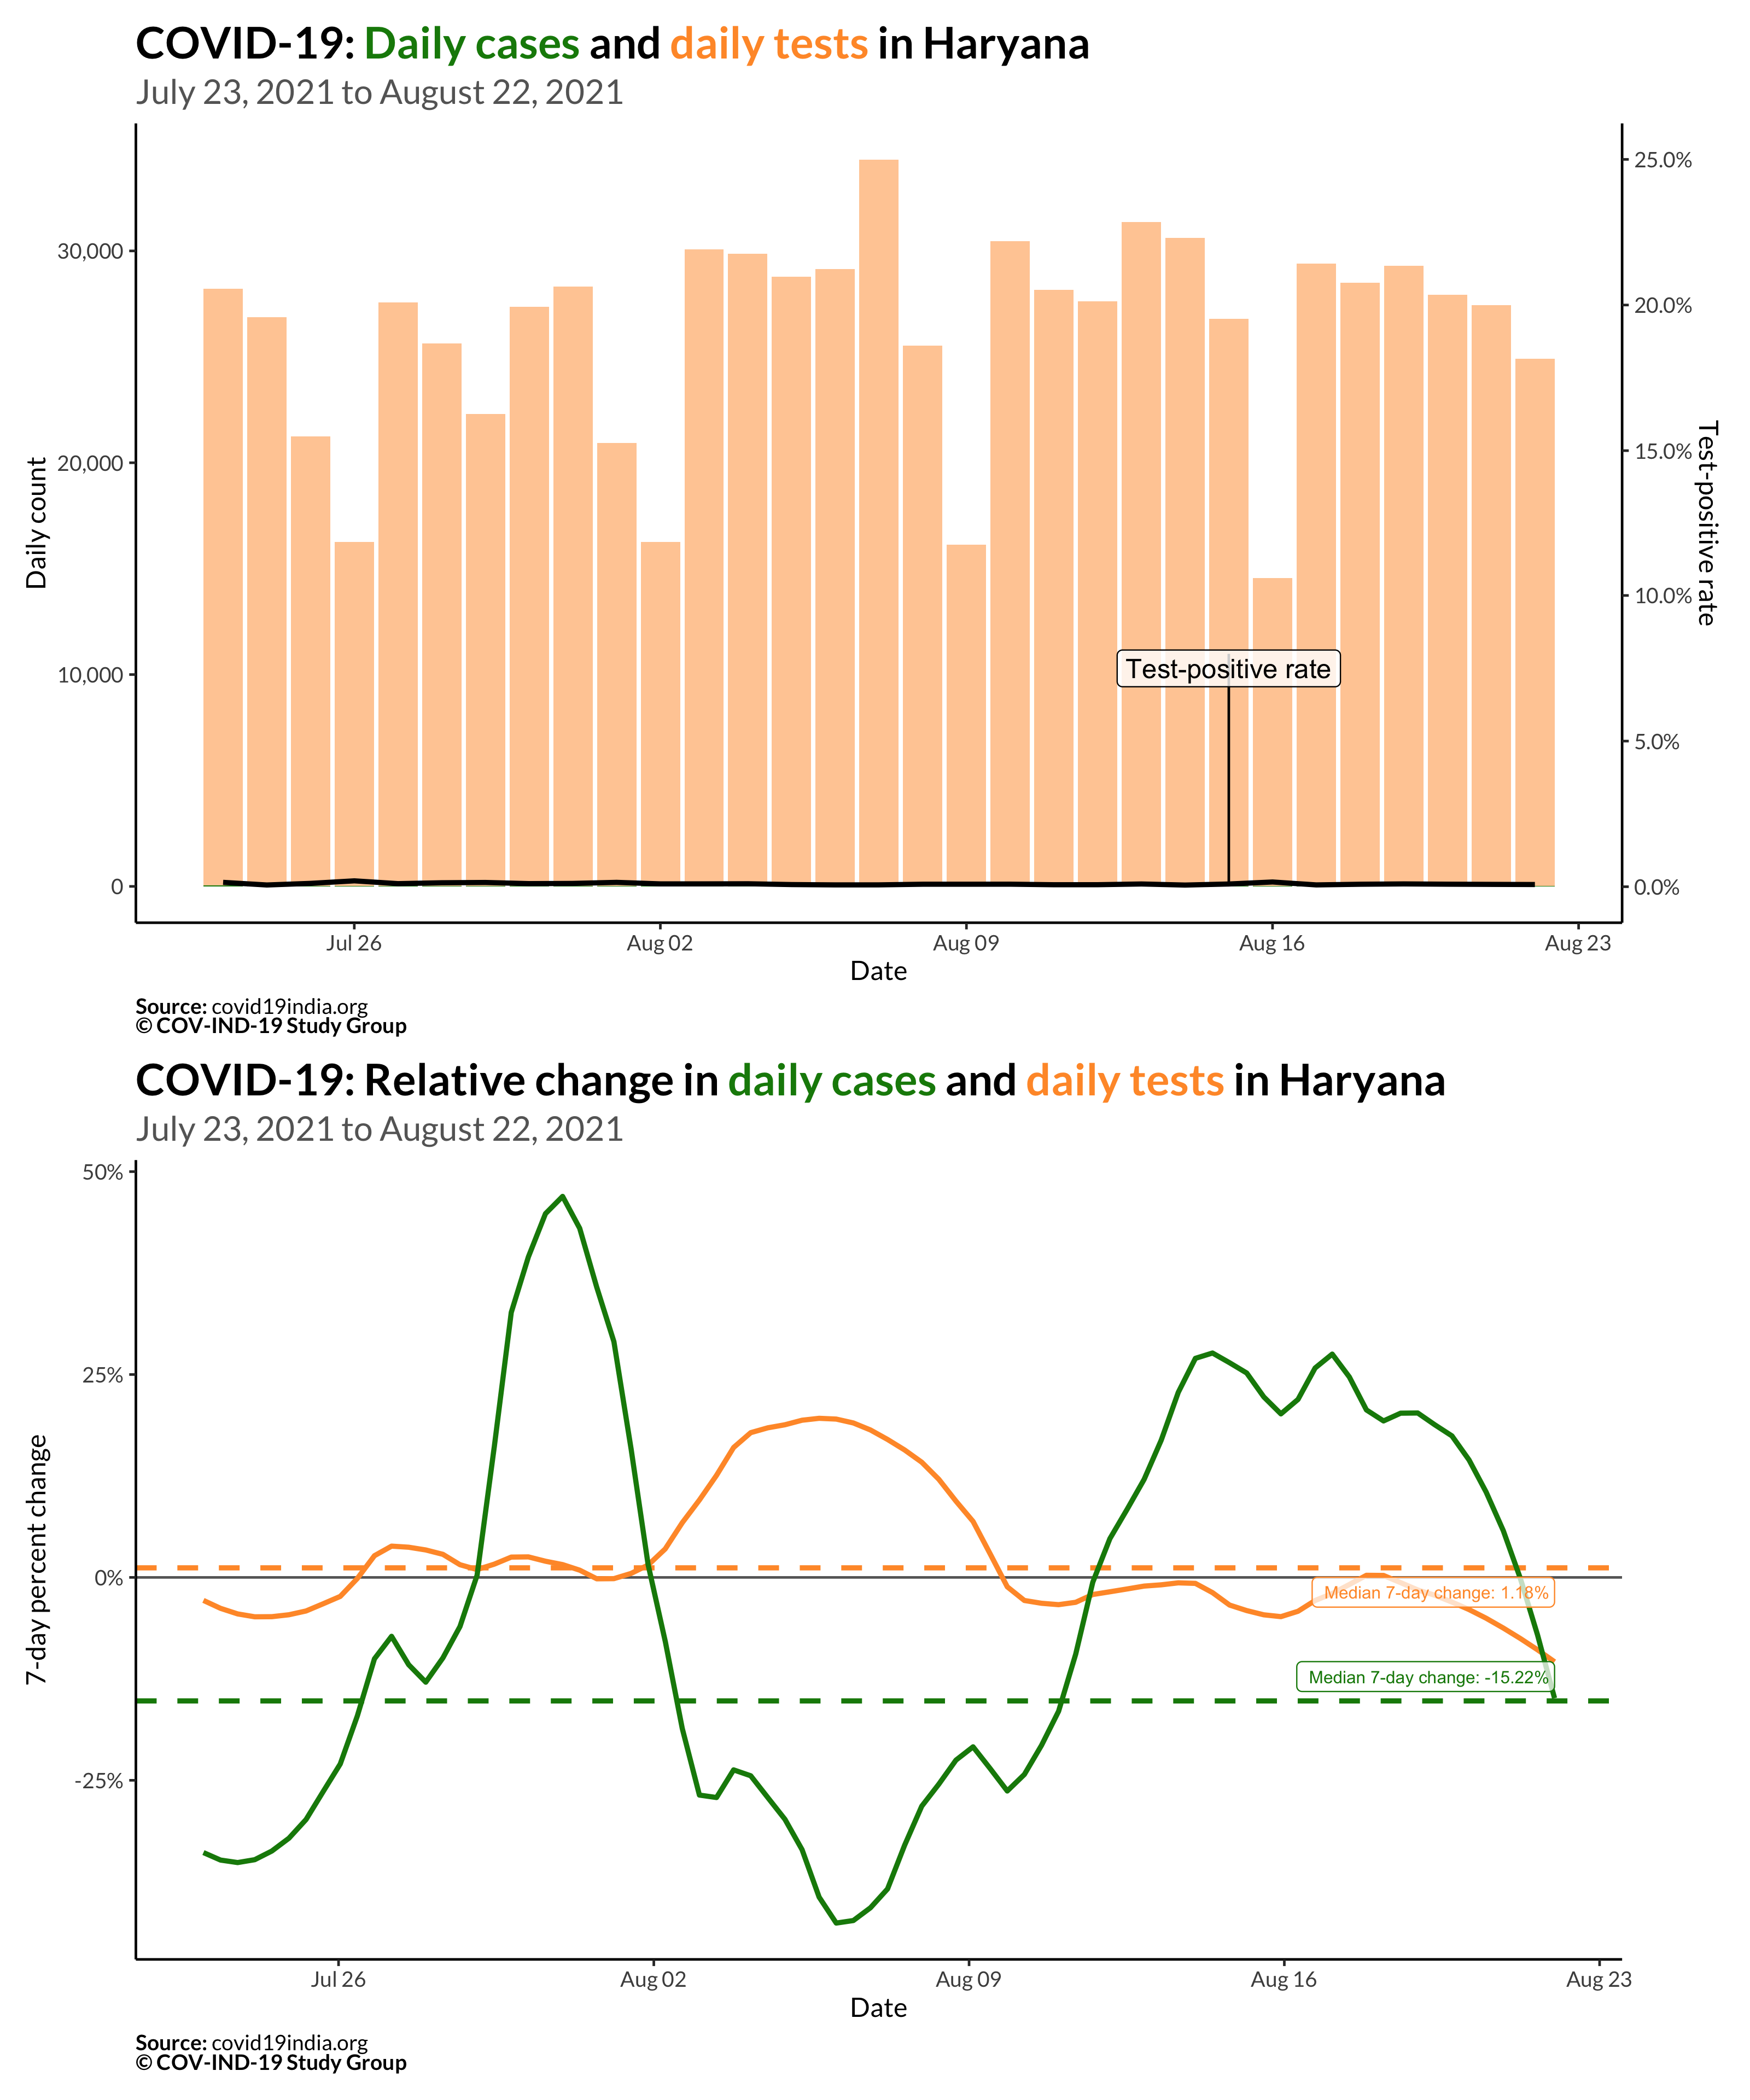 COVID-19: Daily cases and daily tests in Haryana
July 23, 2021 to August 22, 2021
Daily count
30,000
20,000
10,000
0
25.0%
20.0%
15.0%
10.0%
5.0%
0.0%
Test-positive rate
Test-positive rate
Jul 26
Aug 02
Aug 09
Aug 16
Aug 23
Date
Source: covid19india.org
© COV-IND-19 Study Group
COVID-19: Relative change in daily cases and daily tests in Haryana
July 23, 2021 to August 22, 2021
7-day percent change
50%
25%
0%
-25%
Median 7-day change: 1.18%
Median 7-day change: -15.22%
Jul 26
Aug 02
Aug 09
Aug 16
Aug 23
Date
Source: covid19india.org
© COV-IND-19 Study Group